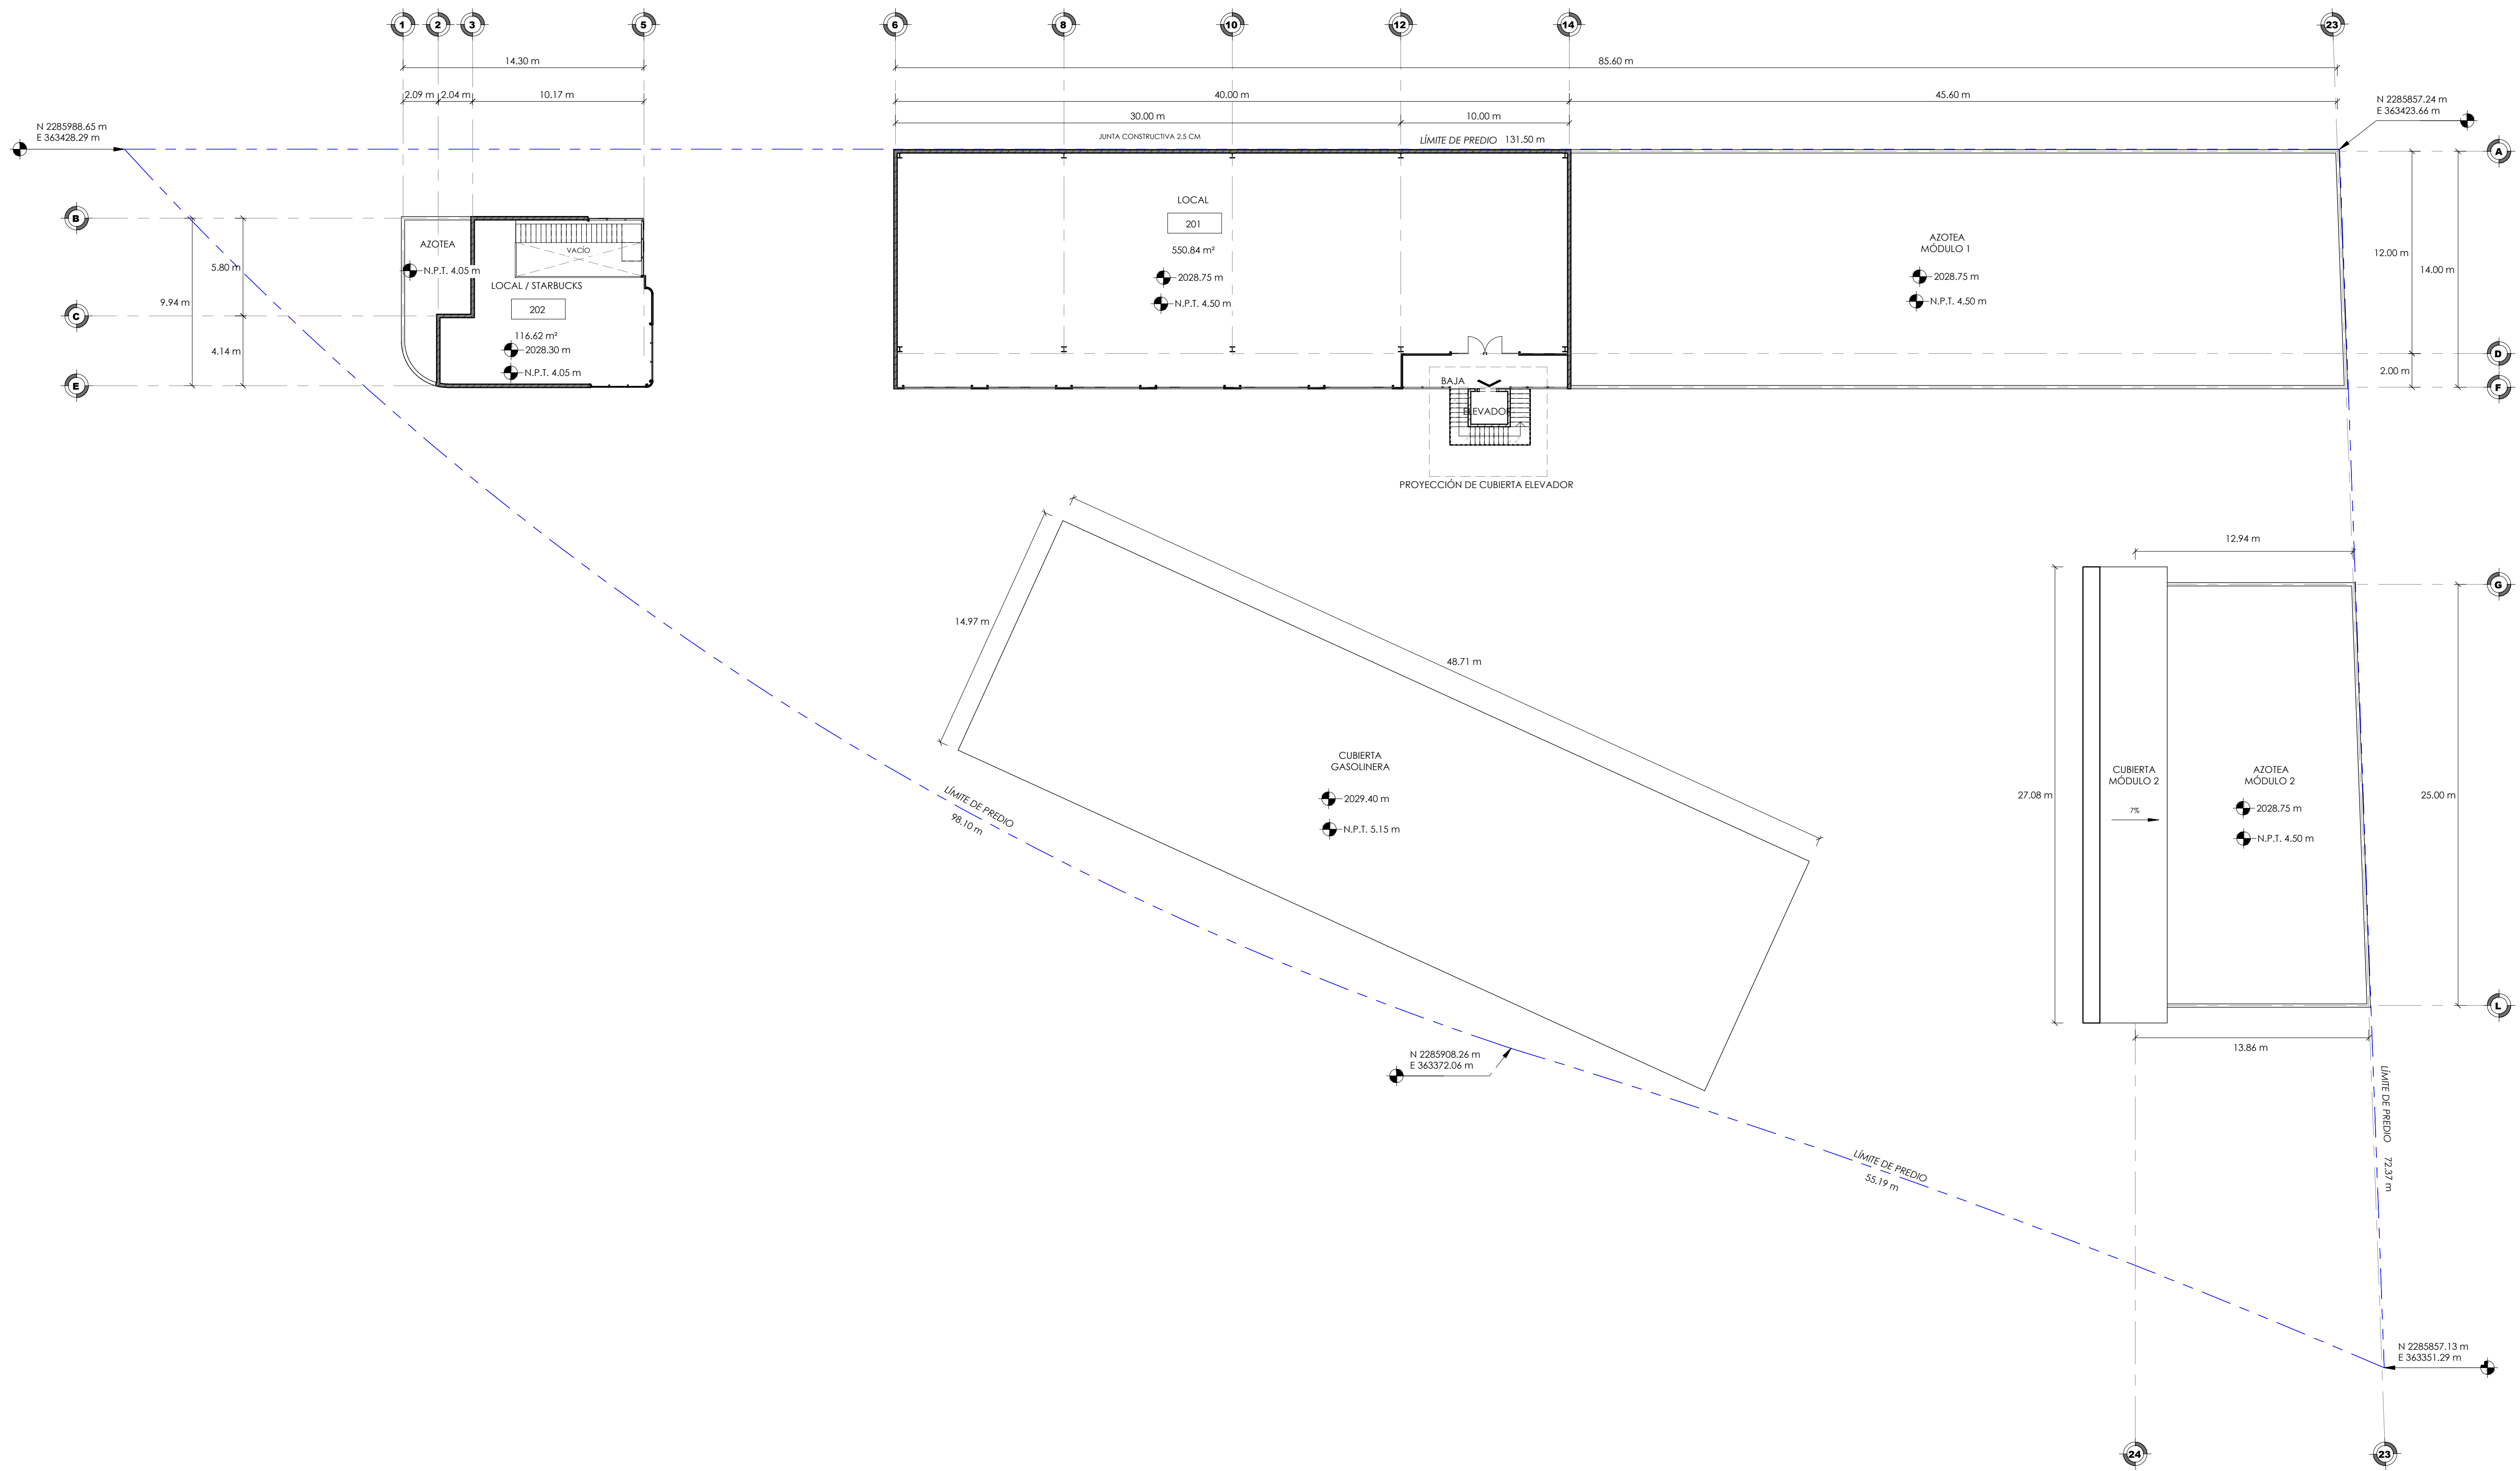 1 2 3 5 6 8 10 12 14 23
14.30 m
85.60 m
2.09 m 2.04 m 10.17 m
40.00 m
45.60 m
30.00 m
10.00 m
JUNTA CONSTRUCTIVA 2.5 CM
LÍMITE DE PREDIO 131.50 m
N 2285988.65 m
E 363428.29 m
N 2285857.24 m
E 363423.66 m
A
B
C
E
D
F
G
L
9.94 m
5.80 m
4.14 m
AZOTEA
N.P.T. 4.05 m
VACÍO
LOCAL / STARBUCKS
202
116.62 m²
2028.30 m
N.P.T. 4.05 m
LOCAL
201
550.84 m²
2028.75 m
N.P.T. 4.50 m
BAJA
ELEVADOR
PROYECCIÓN DE CUBIERTA ELEVADOR
AZOTEA
MÓDULO 1
2028.75 m
N.P.T. 4.50 m
12.00 m
14.00 m
2.00 m
14.97 m
48.71 m
CUBIERTA
GASOLINERA
2029.40 m
N.P.T. 5.15 m
LÍMITE DE PREDIO
98.10 m
12.94 m
27.08 m
CUBIERTA
MÓDULO 2
7%
AZOTEA
MÓDULO 2
2028.75 m
N.P.T. 4.50 m
25.00 m
13.86 m
N 2285908.26 m
E 363372.06 m
LÍMITE DE PREDIO
55.19 m
LÍMITE DE PREDIO 72.37 m
N 2285857.13 m
E 363351.29 m
24 23